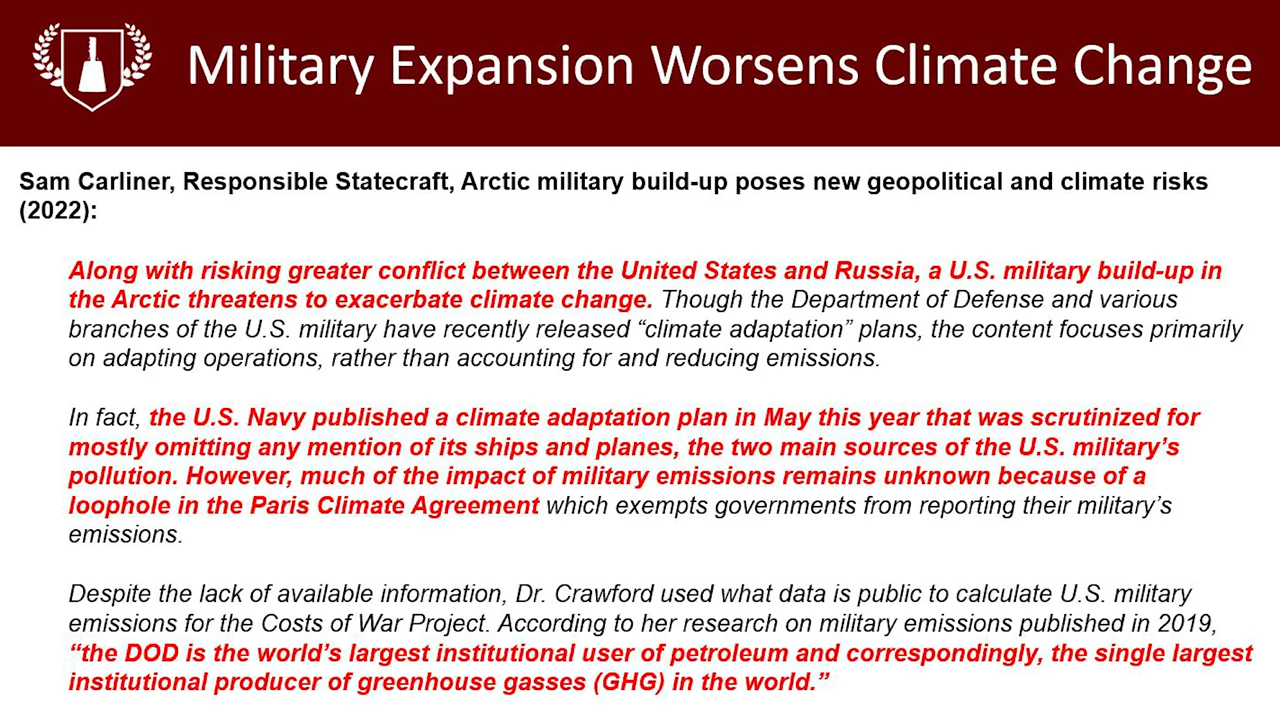 Military Expansion Worsens Climate Change
Sam Carliner, Responsible Statecraft, Arctic military build-up poses new geopolitical and climate risks
(2022):
Along with risking greater conflict between the United States and Russia, a U.S. military build-up in
the Arctic threatens to exacerbate climate change. Though the Department of Defense and various
branches of the U.S. military have recently released “climate adaptation” plans, the content focuses primarily
on adapting operations, rather than accounting for and reducing emissions.
In fact, the U.S. Navy published a climate adaptation plan in May this year that was scrutinized for
mostly omitting any mention of its ships and planes, the two main sources of the U.S. military’s
pollution. However, much of the impact of military emissions remains unknown because of a
loophole in the Paris Climate Agreement which exempts governments from reporting their military’s
emissions.
Despite the lack of available information, Dr. Crawford used what data is public to calculate U.S. military
emissions for the Costs of War Project. According to her research on military emissions published in 2019,
“the DOD is the world’s largest institutional user of petroleum and correspondingly, the single largest
institutional producer of greenhouse gasses (GHG) in the world.”